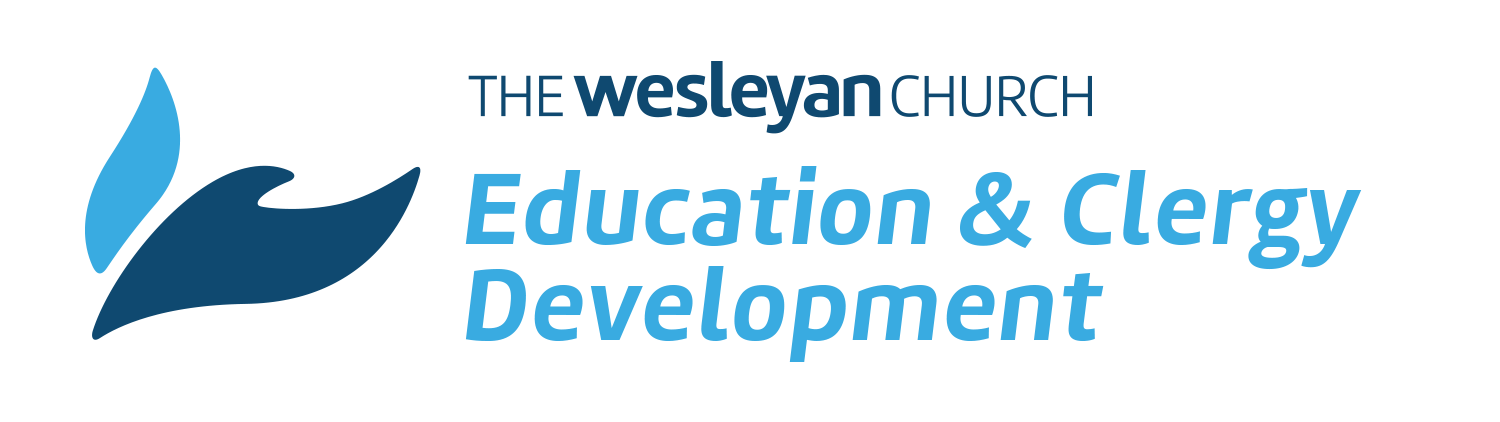 THE wesleyan CHURCH
Education & Clergy
Development